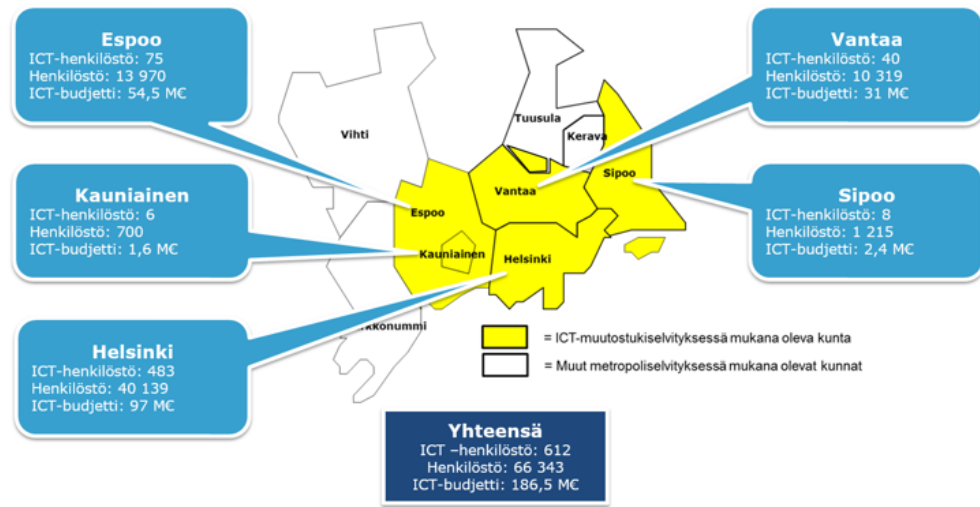 Espoo
ICT-henkilöstö: 75
Henkilöstö: 13 970
ICT-budjetti: 54,5 M€
Vantaa
ICT-henkilöstö: 40
Henkilöstö: 10 319
ICT-budjetti: 31 M€
Tuusula
Vihti
Kerava
Sipoo
Vantaa
Kauniainen
ICT-henkilöstö: 6
Henkilöstö: 700
ICT-budjetti: 1,6 M€
Sipoo
ICT-henkilöstö: 8
Henkilöstö: 1 215
ICT-budjetti: 2,4 M€
Espoo
Kauniainen
Helsinki
rkkonummi
Helsinki
ICT-henkilöstö: 483
Henkilöstö: 40 139
ICT-budjetti: 97 M€
= ICT-muutostukiselvityksessä mukana oleva kunta
= Muut metropoliselvityksessä mukana olevat kunnat
Yhteensä
ICT –henkilöstö: 612
Henkilöstö: 66 343
ICT-budjetti: 186,5 M€